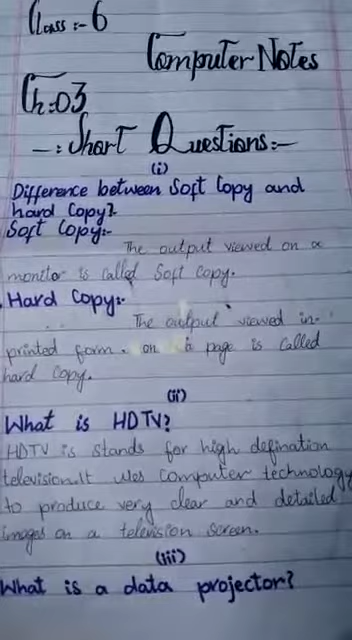 Class :- 6
Computer Notes
Ch:03
-: Short Questions:-
(i)
Difference between Soft Copy and
hard Copy?
Soft Copy:-
The output viewed on a
monitor is called Soft Copy.
Hard Copy:-
The output viewed in
printed form. on a page is called
hard copy.
(ii)
What is HDTV?
HDTV is stands for high defination
television.It uses computer technology
to produce very clear and detailed
images on a television screen.
(iii)
What is a data projector?